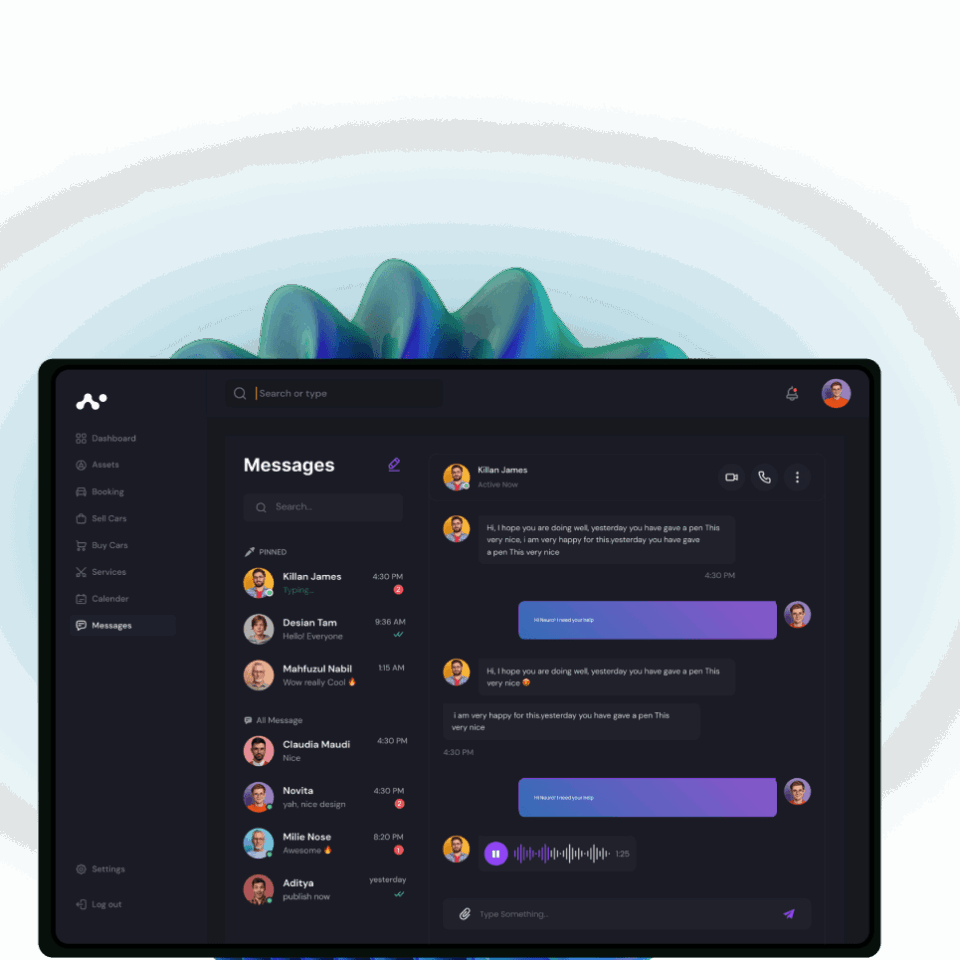 Search or type
Dashboard
Assets
Booking
Sell Cars
Buy Cars
Services
Calender
Messages
Settings
Log out
Messages
Search...
PINNED
Killan James
4:30 PM
Typing...
2
Desian Tam
9:36 AM
Hello! Everyone
Mahfuzul Nabil
1:15 AM
Wow really Cool 🔥
All Message
Claudia Maudi
4:30 PM
Nice
Novita
4:30 PM
yah, nice design
2
Milie Nose
8:20 PM
Awesome 🔥
1
Aditya
yesterday
publish now
Killan James
Active Now
Hi, I hope you are doing well, yesterday you have gave a pen This
very nice, i am very happy for this.yesterday you have gave
a pen This very nice
4:30 PM
Hi Neuro! I need your help
Hi, I hope you are doing well, yesterday you have gave a pen This
very nice 😍
i am very happy for this.yesterday you have gave a pen This
very nice
4:30 PM
Hi Neuro! I need your help
1:25
Type Something...